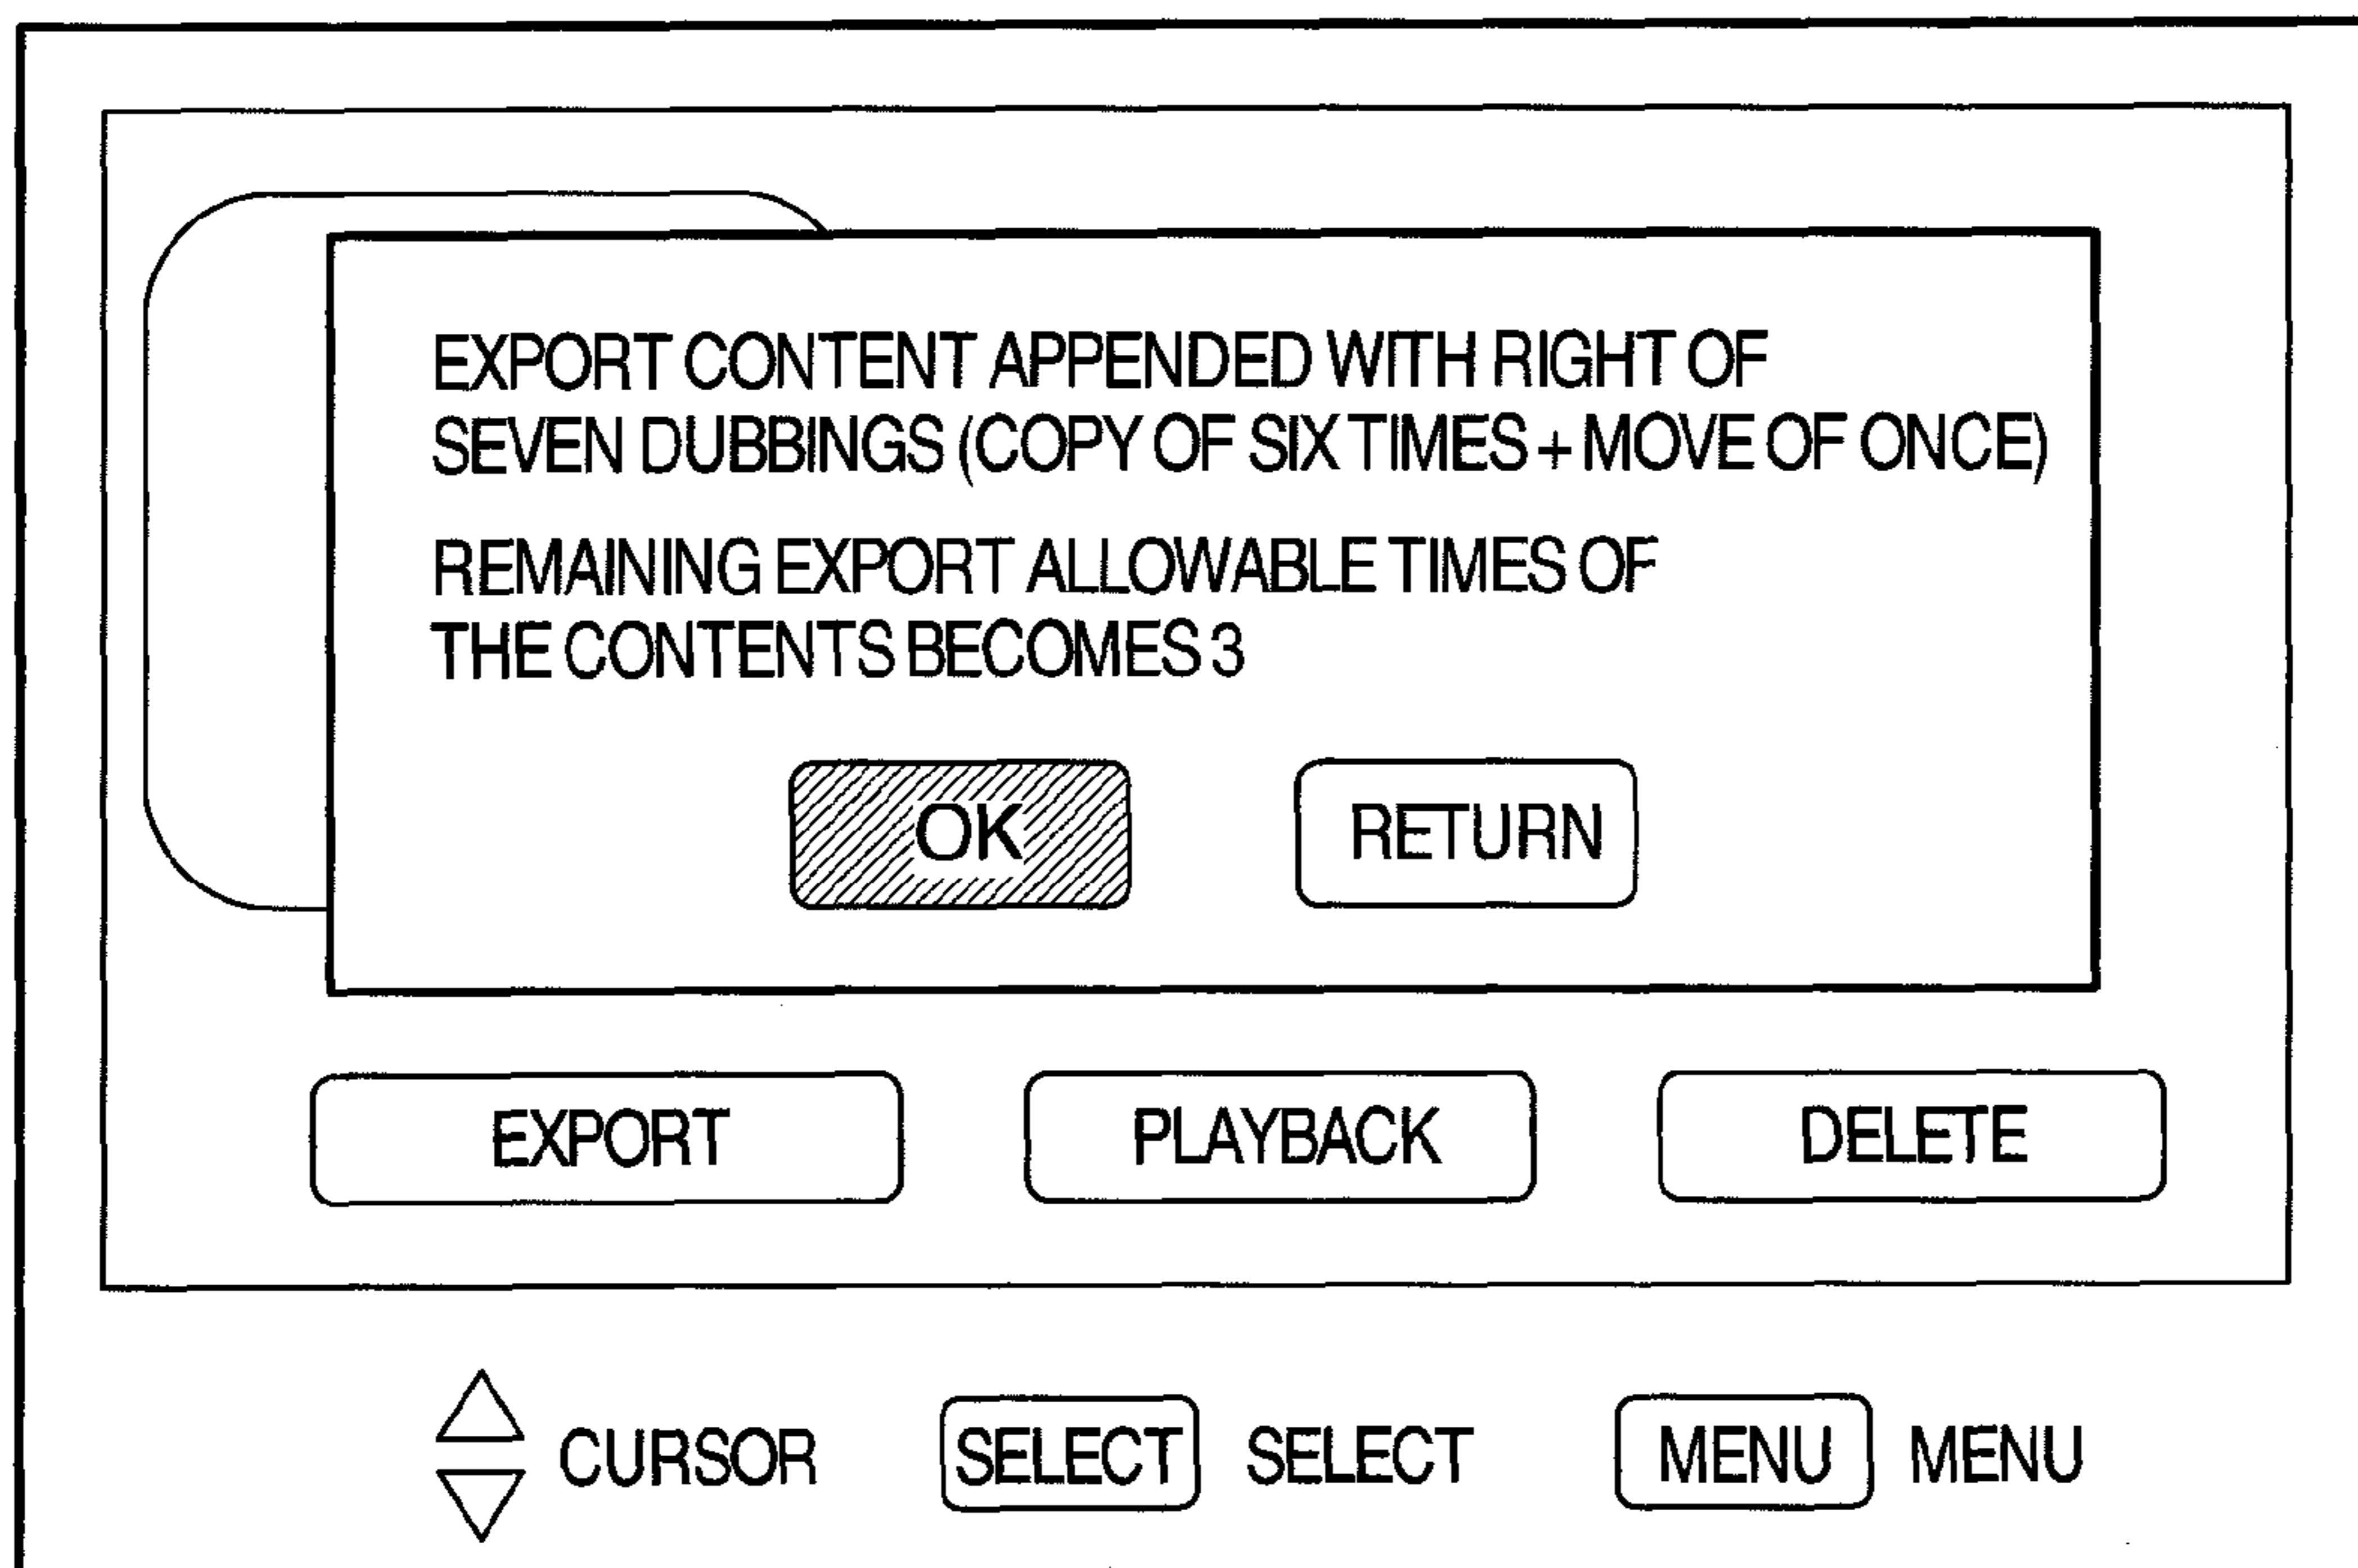 EXPORT CONTENT APPENDED WITH RIGHT OF
SEVEN DUBBINGS (COPY OF SIX TIMES + MOVE OF ONCE)
REMAINING EXPORT ALLOWABLE TIMES OF
THE CONTENTS BECOMES 3
OK RETURN
EXPORT PLAYBACK DELETE
CURSOR SELECT SELECT MENU MENU